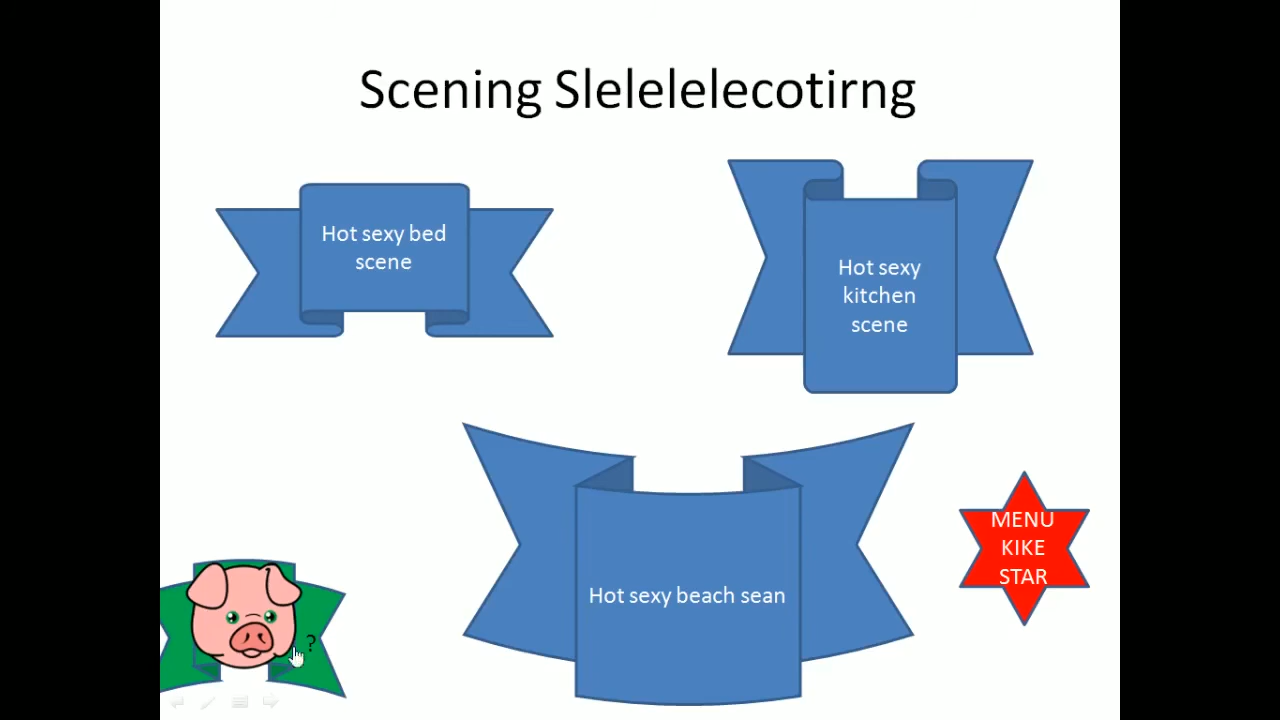 Scening Slelelelecotirng
Hot sexy bed
scene
Hot sexy
kitchen
scene
Hot sexy beach sean
MENU
KIKE
STAR
?